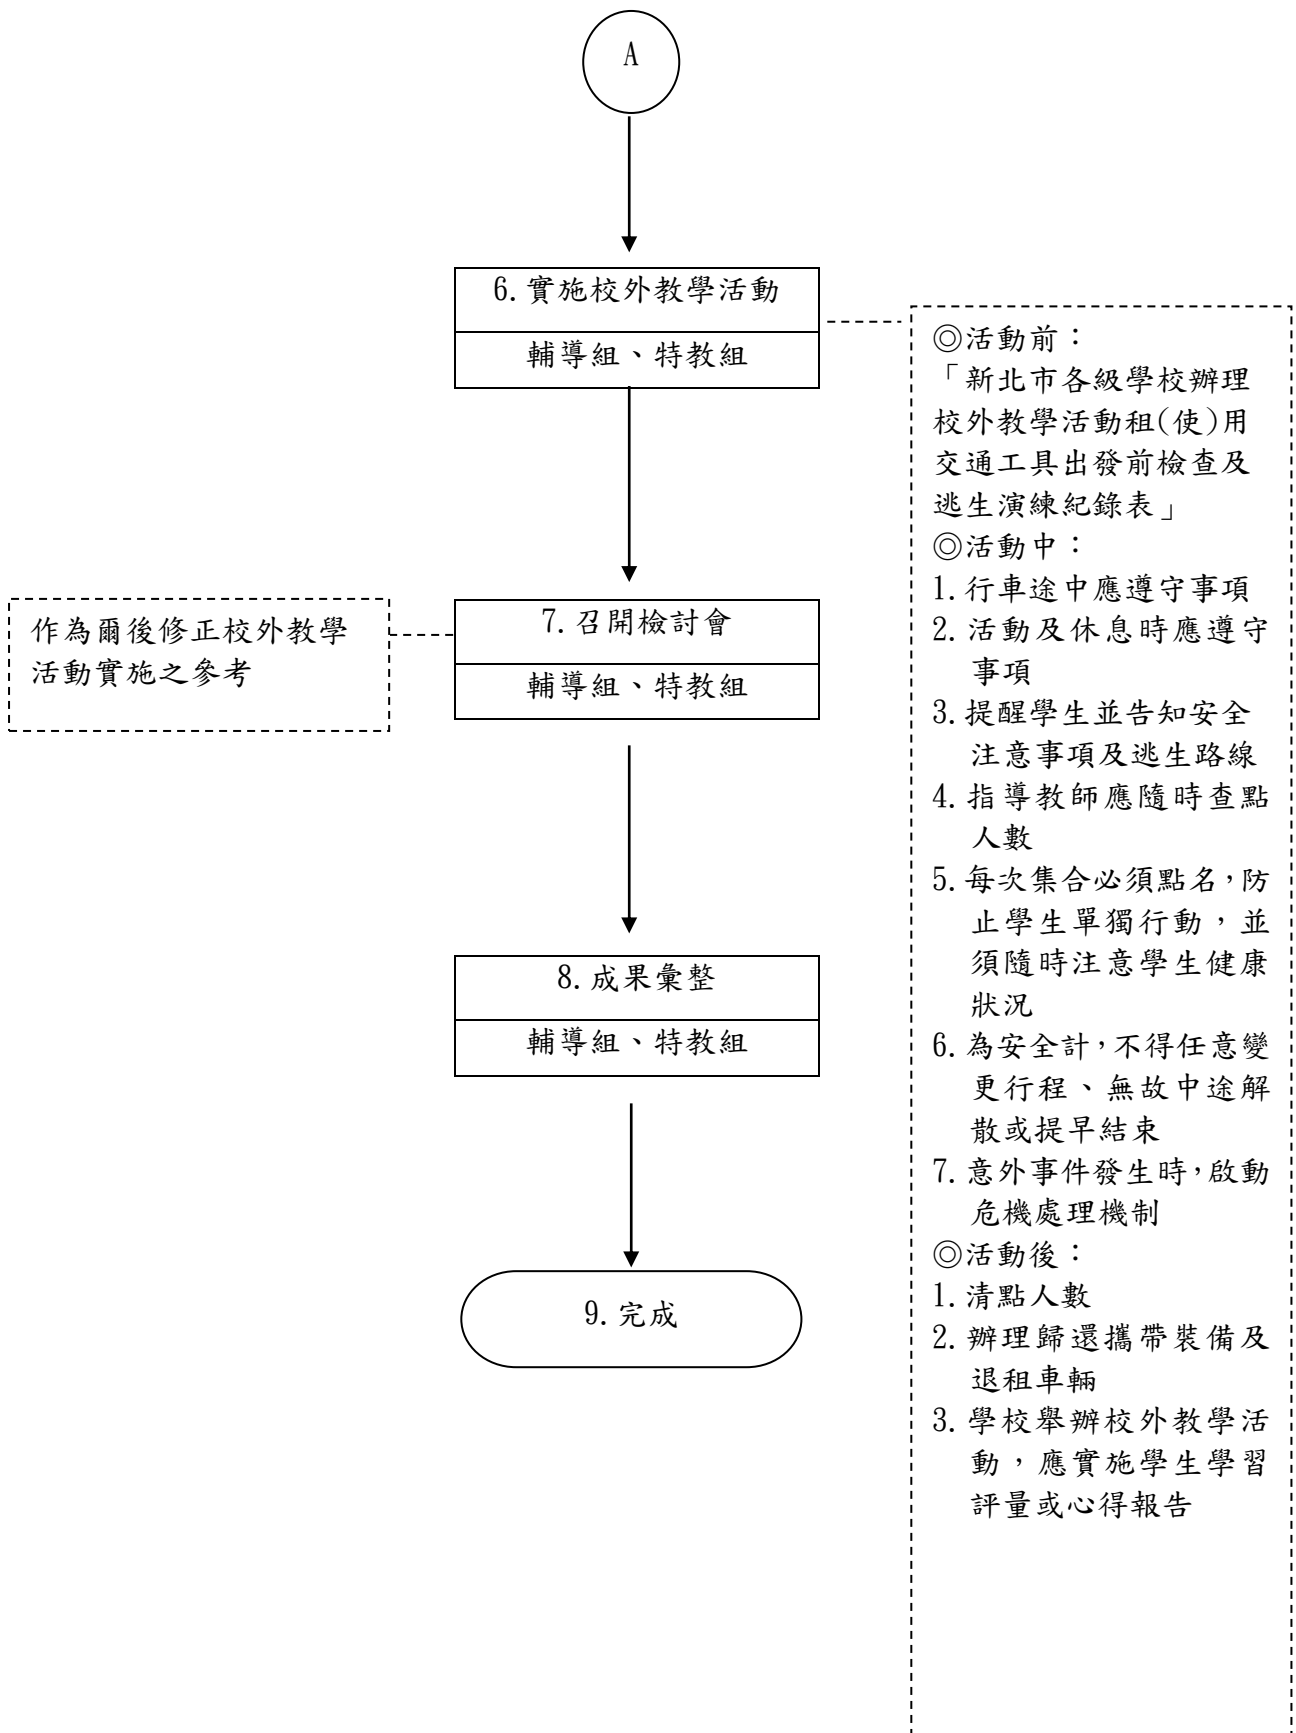 A
6.實施校外教學活動
輔導組、特教組
◎活動前：
「新北市各級學校辦理
校外教學活動租(使)用
交通工具出發前檢查及
逃生演練紀錄表」
◎活動中：
1.行車途中應遵守事項
2.活動及休息時應遵守
事項
3.提醒學生並告知安全
注意事項及逃生路線
4.指導教師應隨時查點
人數
5.每次集合必須點名，防
止學生單獨行動，並
須隨時注意學生健康
狀況
6.為安全計，不得任意變
更行程、無故中途解
散或提早結束
7.意外事件發生時，啟動
危機處理機制
◎活動後：
1.清點人數
2.辦理歸還攜帶裝備及
退租車輛
3.學校舉辦校外教學活
動，應實施學生學習
評量或心得報告
作為爾後修正校外教學
活動實施之參考
7.召開檢討會
輔導組、特教組
8.成果彙整
輔導組、特教組
9.完成